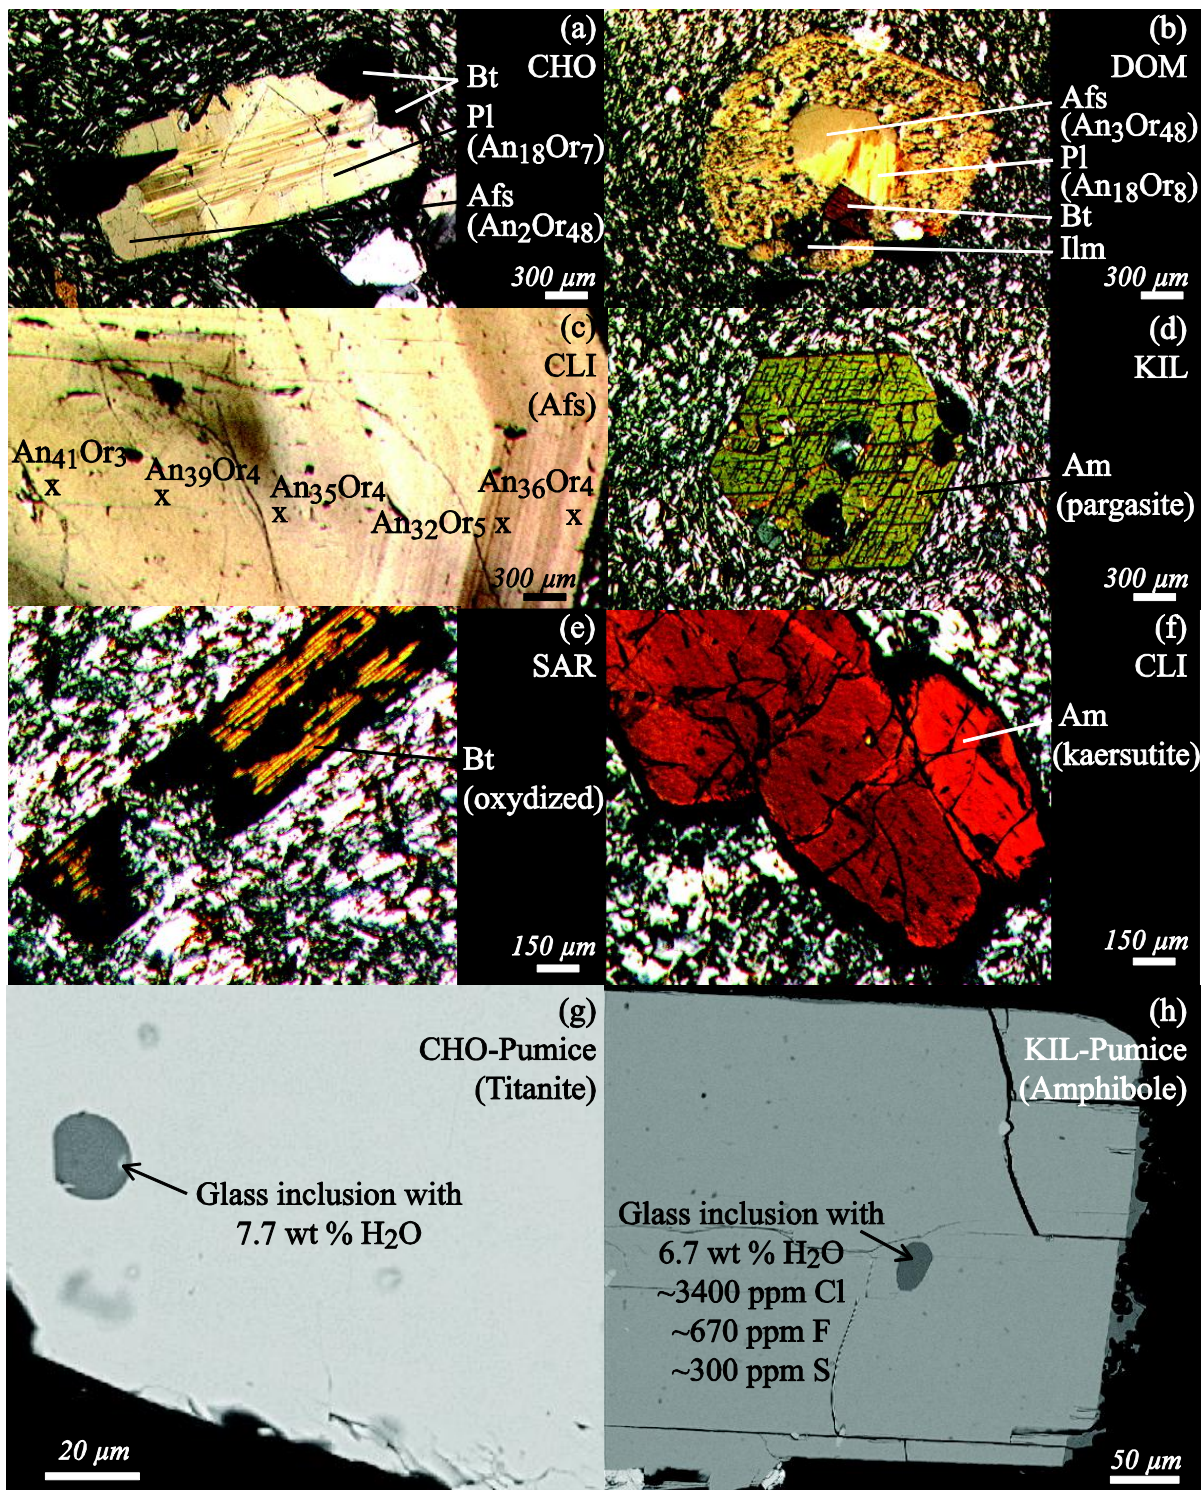 (a)
CHO
Bt
Pl
(An18Or7)
Afs
(An2Or48)
300 µm
(b)
DOM
Afs
(An3Or48)
Pl
(An18Or8)
Bt
Ilm
300 µm
(c)
CLI
(Afs)
An41Or3
An39Or4
An35Or4
An32Or5
An36Or4
x
x
x
x
x
300 µm
(d)
KIL
Am
(pargasite)
300 µm
(e)
SAR
Bt
(oxydized)
150 µm
(f)
CLI
Am
(kaersutite)
150 µm
(g)
CHO-Pumice
(Titanite)
Glass inclusion with
7.7 wt % H2O
20 µm
(h)
KIL-Pumice
(Amphibole)
Glass inclusion with
6.7 wt % H2O
~3400 ppm Cl
~670 ppm F
~300 ppm S
50 µm